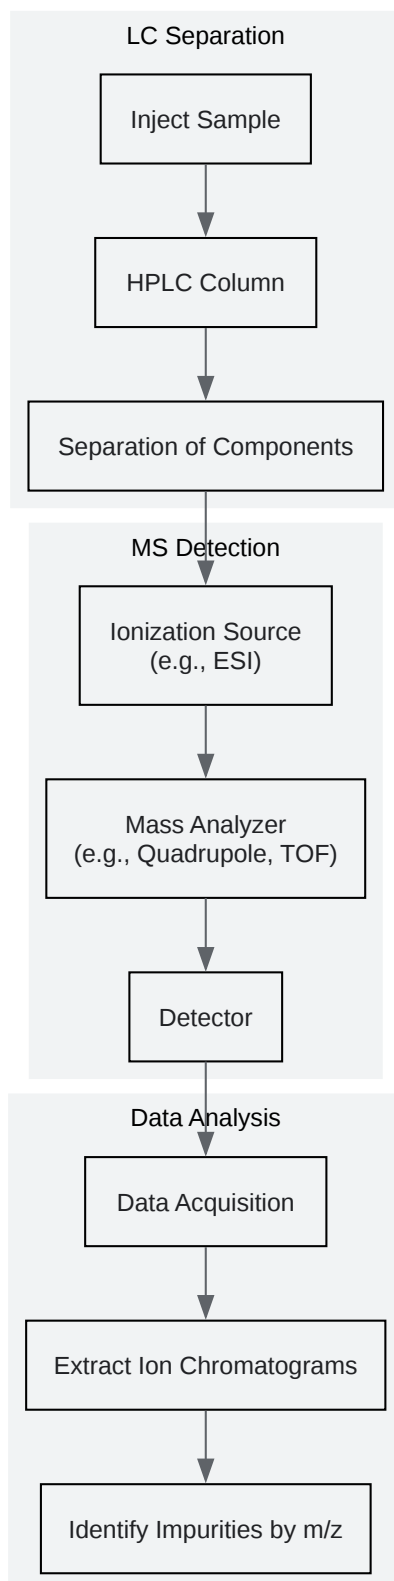 LC Separation
Inject Sample
HPLC Column
Separation of Components
MS Detection
Ionization Source
(e.g., ESI)
Mass Analyzer
(e.g., Quadrupole, TOF)
Detector
Data Analysis
Data Acquisition
Extract Ion Chromatograms
Identify Impurities by m/z